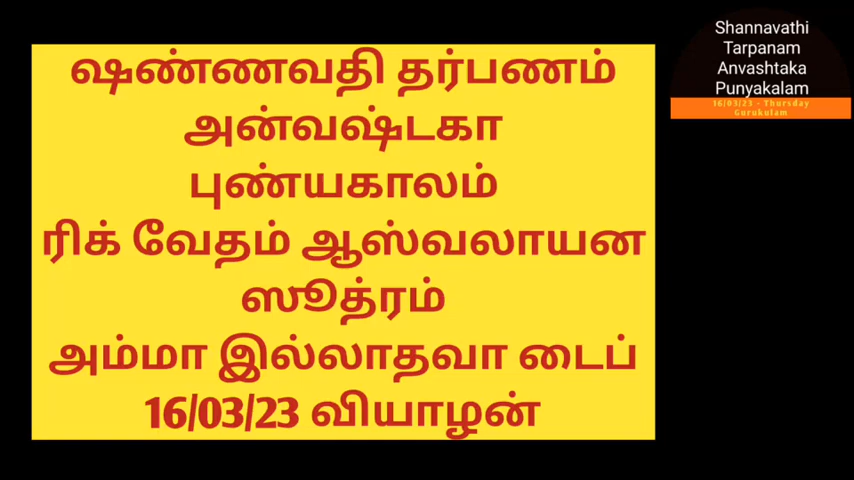 ஷண்ணவதி தர்பணம்
அன்வஷ்டகா
புண்யகாலம்
ரிக் வேதம் ஆஸ்வலாயன
ஸூத்ரம்
அம்மா இல்லாதவா டைப்
16/03/23 வியாழன்
Shannavathi
Tarpanam
Anvashtaka
Punyakalam
16/03/23 - Thursday
Gurukulam